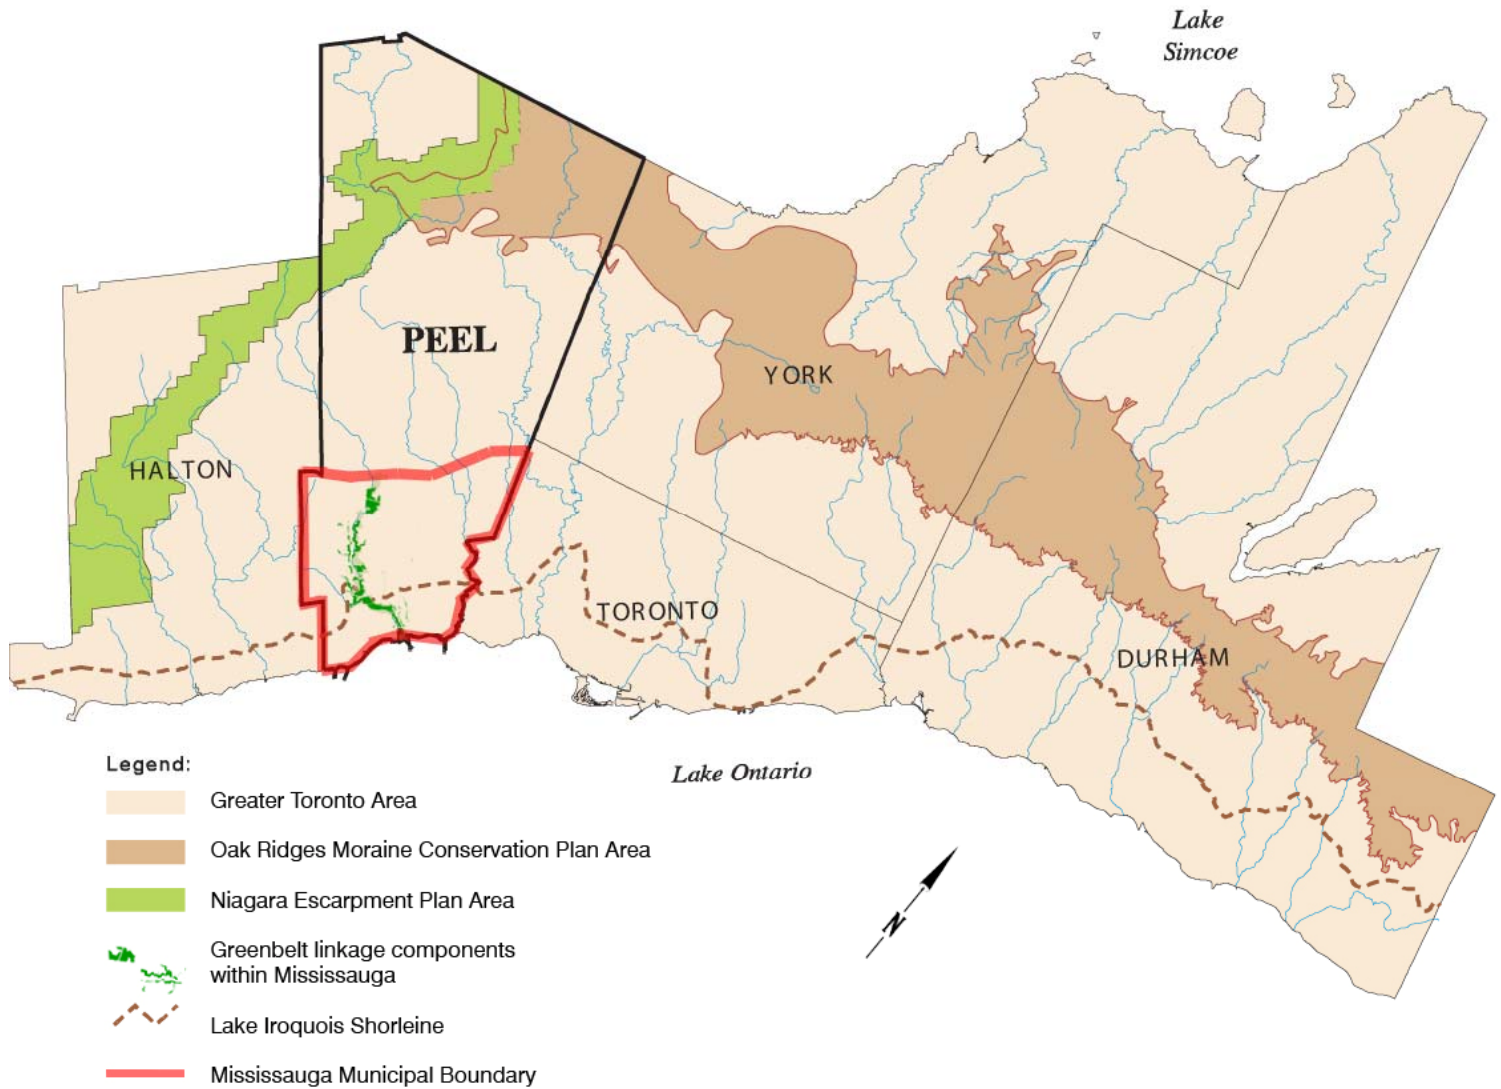 Lake
Simcoe
PEEL
YORK
HALTON
TORONTO
DURHAM
Lake Ontario
N
Legend:
Greater Toronto Area
Oak Ridges Moraine Conservation Plan Area
Niagara Escarpment Plan Area
Greenbelt linkage components
within Mississauga
Lake Iroquois Shorleine
Mississauga Municipal Boundary